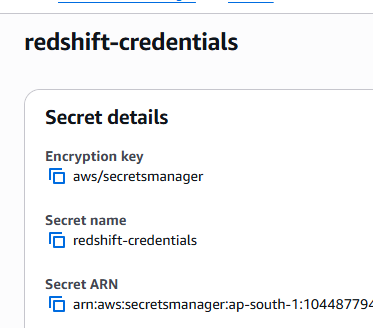 redshift-credentials
Secret details
Encryption key
aws/secretsmanager
Secret name
redshift-credentials
Secret ARN
arn:aws:secretsmanager:ap-south-1:104487794